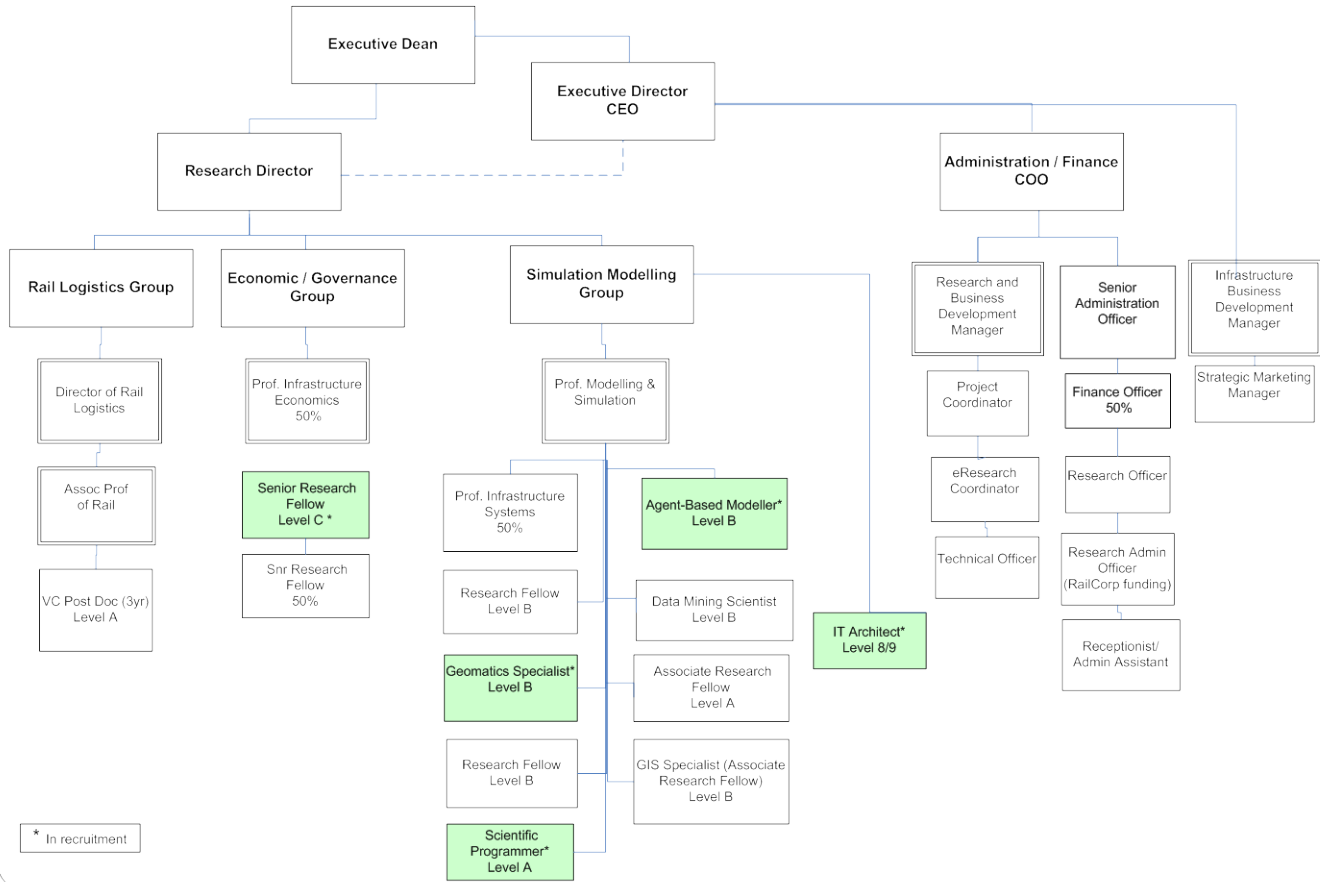 Executive Dean
Executive Director
CEO
Research Director
Administration / Finance
COO
Rail Logistics Group
Economic / Governance
Group
Simulation Modelling
Group
Research and
Business
Development
Manager
Senior
Administration
Officer
Infrastructure
Business
Development
Manager
Director of Rail
Logistics
Prof. Infrastructure
Economics
50%
Prof. Modelling &
Simulation
Project
Coordinator
Finance Officer
50%
Strategic Marketing
Manager
Assoc Prof
of Rail
Senior Research
Fellow
Level C *
Prof. Infrastructure
Systems
50%
Agent-Based Modeller*
Level B
eResearch
Coordinator
Research Officer
VC Post Doc (3yr)
Level A
Snr Research
Fellow
50%
Research Fellow
Level B
Data Mining Scientist
Level B
Technical Officer
Research Admin
Officer
(RailCorp funding)
IT Architect*
Level 8/9
Receptionist/
Admin Assistant
Geomatics Specialist*
Level B
Associate Research
Fellow
Level A
Research Fellow
Level B
GIS Specialist (Associate
Research Fellow)
Level B
Scientific
Programmer*
Level A
* In recruitment